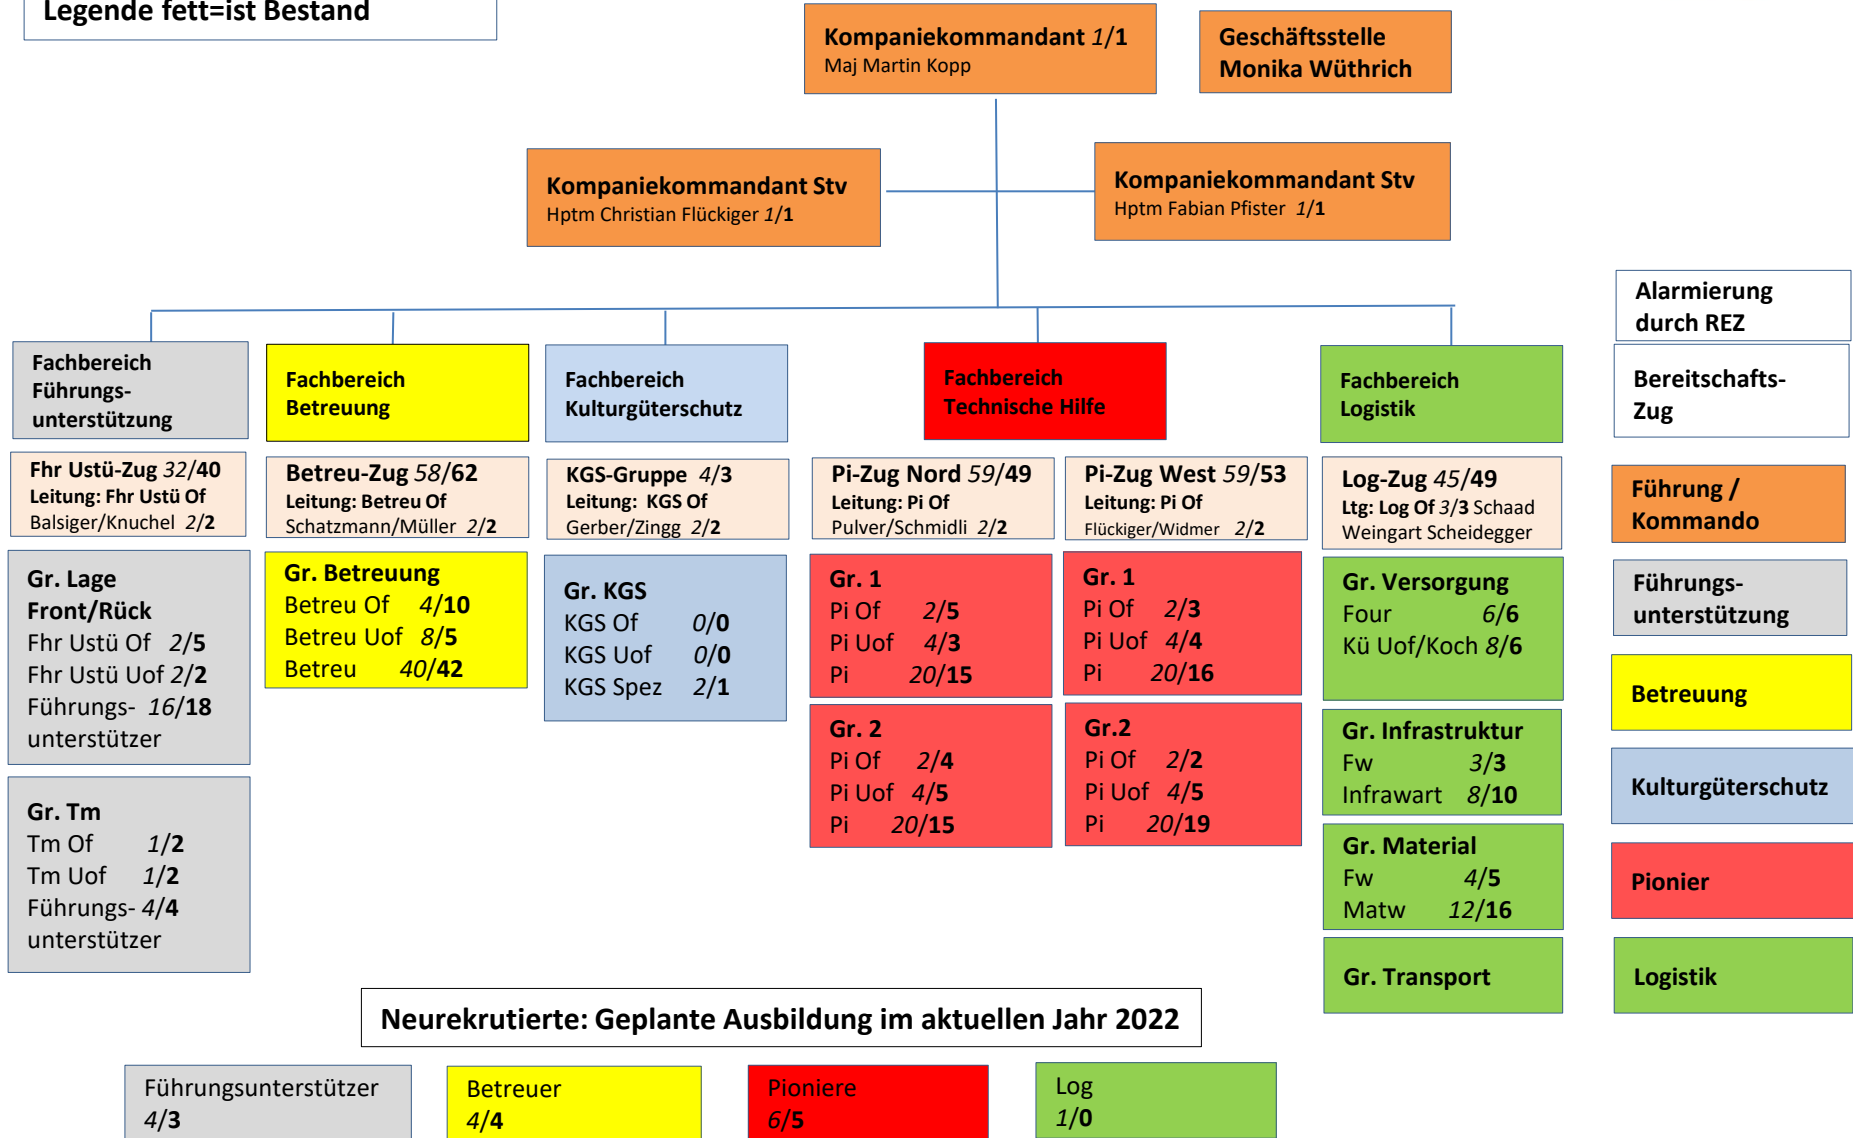 Legende fett=ist Bestand
Kompaniekommandant 1/1
Maj Martin Kopp
Geschäftsstelle
Monika Wüthrich
Kompaniekommandant Stv
Hptm Christian Flückiger 1/1
Kompaniekommandant Stv
Hptm Fabian Pfister 1/1
Alarmierung
durch REZ
Bereitschafts-
Zug
Führung /
Kommando
Führungs-
unterstützung
Betreuung
Kulturgüterschutz
Pionier
Logistik
Fachbereich
Führungs-
unterstützung
Fhr Ustü-Zug 32/40
Leitung: Fhr Ustü Of
Balsiger/Knuchel 2/2
Gr. Lage
Front/Rück
Fhr Ustü Of 2/5
Fhr Ustü Uof 2/2
Führungs- 16/18
unterstützer
Gr. Tm
Tm Of 1/2
Tm Uof 1/2
Führungs- 4/4
unterstützer
Fachbereich
Betreuung
Betreu-Zug 58/62
Leitung: Betreu Of
Schatzmann/Müller 2/2
Gr. Betreuung
Betreu Of 4/10
Betreu Uof 8/5
Betreu 40/42
Fachbereich
Kulturgüterschutz
KGS-Gruppe 4/3
Leitung: KGS Of
Gerber/Zingg 2/2
Gr. KGS
KGS Of 0/0
KGS Uof 0/0
KGS Spez 2/1
Fachbereich
Technische Hilfe
Pi-Zug Nord 59/49
Leitung: Pi Of
Pulver/Schmidli 2/2
Gr. 1
Pi Of 2/5
Pi Uof 4/3
Pi 20/15
Gr. 2
Pi Of 2/4
Pi Uof 4/5
Pi 20/15
Pi-Zug West 59/53
Leitung: Pi Of
Flückiger/Widmer 2/2
Gr. 1
Pi Of 2/3
Pi Uof 4/4
Pi 20/16
Gr.2
Pi Of 2/2
Pi Uof 4/5
Pi 20/19
Fachbereich
Logistik
Log-Zug 45/49
Ltg: Log Of 3/3 Schaad
Weingart Scheidegger
Gr. Versorgung
Four 6/6
Kü Uof/Koch 8/6
Gr. Infrastruktur
Fw 3/3
Infrawart 8/10
Gr. Material
Fw 4/5
Matw 12/16
Gr. Transport
Neurekrutierte: Geplante Ausbildung im aktuellen Jahr 2022
Führungsunterstützer
4/3
Betreuer
4/4
Pioniere
6/5
Log
1/0